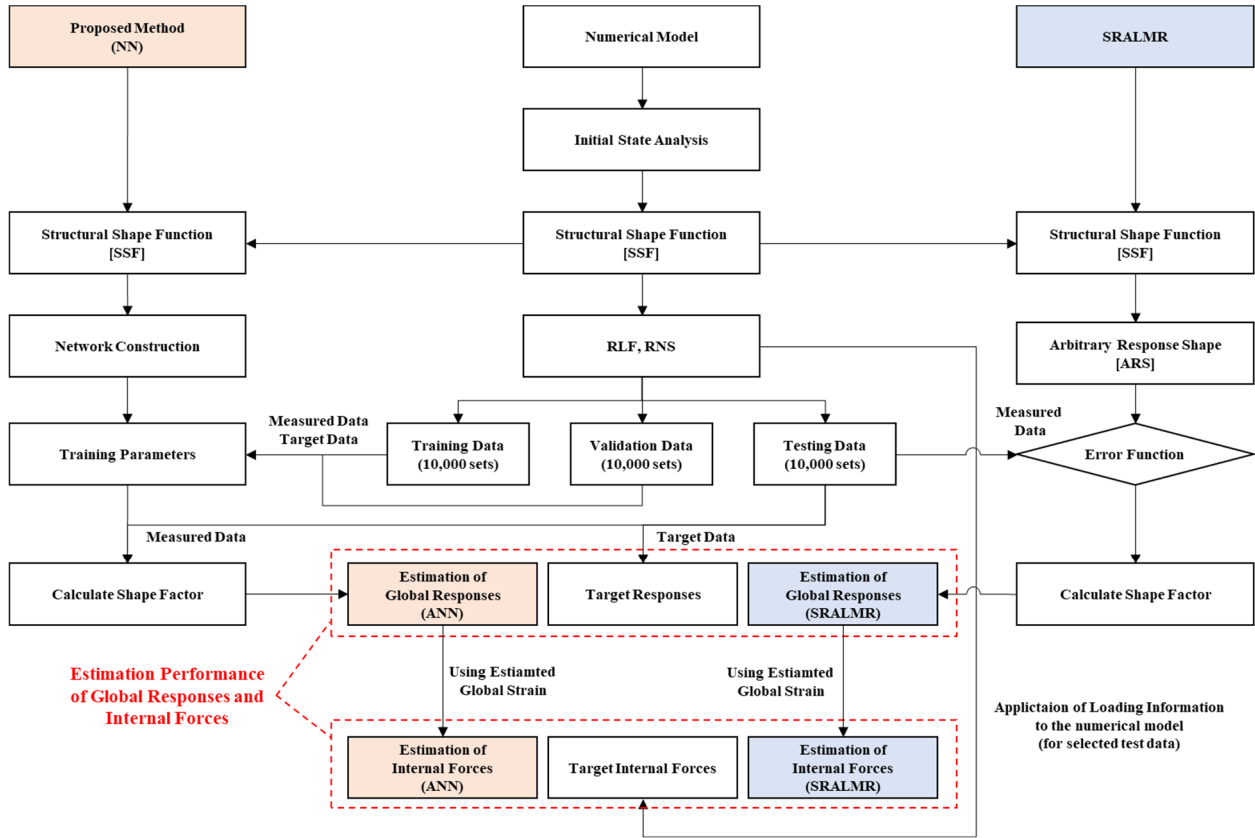 Proposed Method
(NN)
Numerical Model
SRALMR
Initial State Analysis
Structural Shape Function
[SSF]
Structural Shape Function
[SSF]
Structural Shape Function
[SSF]
Network Construction
RLF, RNS
Arbitrary Response Shape
[ARS]
Training Parameters
Measured Data
Target Data
Training Data
(10,000 sets)
Validation Data
(10,000 sets)
Testing Data
(10,000 sets)
Measured
Data
Error Function
Measured Data
Target Data
Calculate Shape Factor
Estimation of
Global Responses
(ANN)
Target Responses
Estimation of
Global Responses
(SRALMR)
Calculate Shape Factor
Estimation Performance
of Global Responses and
Internal Forces
Using Estiamted
Global Strain
Using Estiamted
Global Strain
Applictaion of Loading Information
to the numerical model
(for selected test data)
Estimation of
Internal Forces
(ANN)
Target Internal Forces
Estimation of
Internal Forces
(SRALMR)